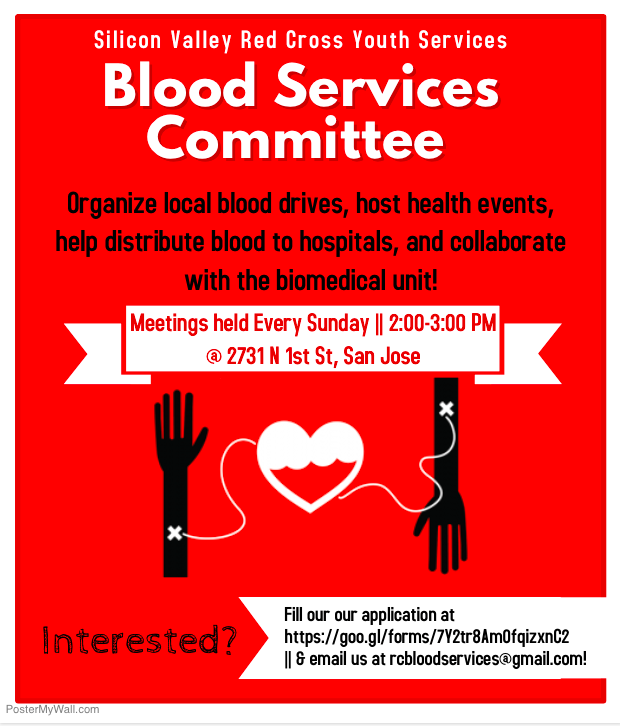 Silicon Valley Red Cross Youth Services
Blood Services
Committee
Organize local blood drives, host health events,
help distribute blood to hospitals, and collaborate
with the biomedical unit!
Meetings held Every Sunday || 2:00-3:00 PM
@ 2731 N 1st St, San Jose
Interested?
Fill our our application at
https://goo.gl/forms/7Y2tr8Am0fqizxnC2
|| & email us at rcbloodservices@gmail.com!
PosterMyWall.com